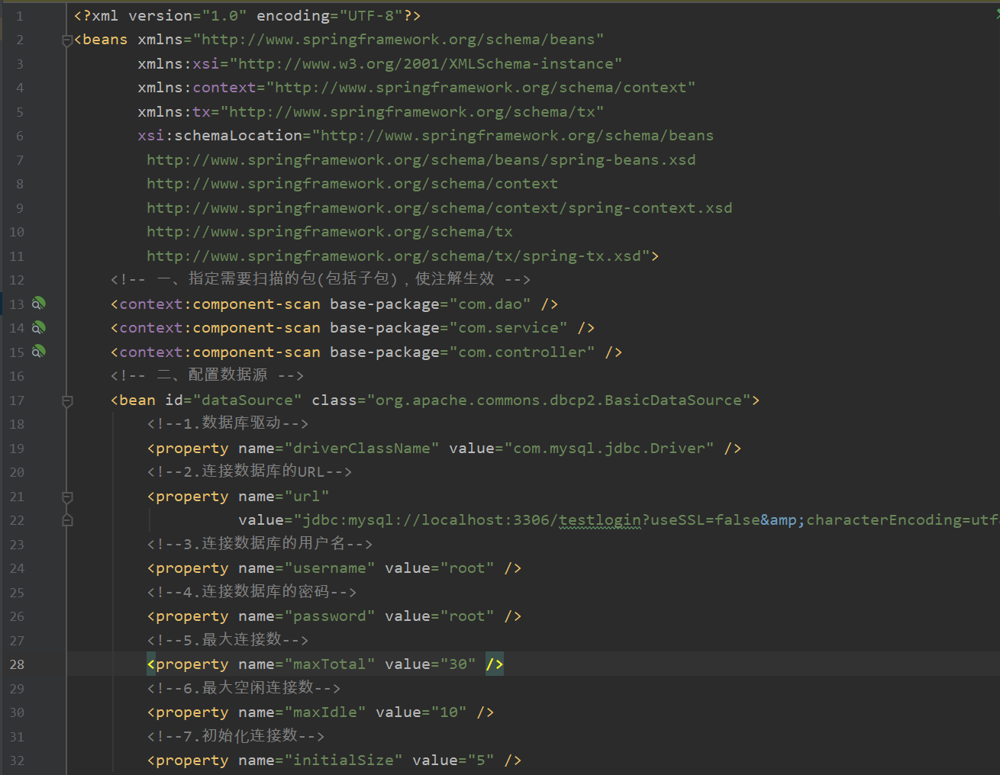 1 <?xml version="1.0" encoding="UTF-8"?>
2 <beans xmlns="http://www.springframework.org/schema/beans"
3 xmlns:xsi="http://www.w3.org/2001/XMLSchema-instance"
4 xmlns:context="http://www.springframework.org/schema/context"
5 xmlns:tx="http://www.springframework.org/schema/tx"
6 xsi:schemaLocation="http://www.springframework.org/schema/beans
7 http://www.springframework.org/schema/beans/spring-beans.xsd
8 http://www.springframework.org/schema/context
9 http://www.springframework.org/schema/context/spring-context.xsd
10 http://www.springframework.org/schema/tx
11 http://www.springframework.org/schema/tx/spring-tx.xsd">
12 <!-- 一、指定需要扫描的包(包括子包)，使注解生效 -->
13 <context:component-scan base-package="com.dao" />
14 <context:component-scan base-package="com.service" />
15 <context:component-scan base-package="com.controller" />
16 <!-- 二、配置数据源 -->
17 <bean id="dataSource" class="org.apache.commons.dbcp2.BasicDataSource">
18 <!--1.数据库驱动-->
19 <property name="driverClassName" value="com.mysql.jdbc.Driver" />
20 <!--2.连接数据库的URL-->
21 <property name="url"
22 value="jdbc:mysql://localhost:3306/testlogin?useSSL=false&amp;characterEncoding=utf
23 <!--3.连接数据库的用户名-->
24 <property name="username" value="root" />
25 <!--4.连接数据库的密码-->
26 <property name="password" value="root" />
27 <!--5.最大连接数-->
28 <property name="maxTotal" value="30" />
29 <!--6.最大空闲连接数-->
30 <property name="maxIdle" value="10" />
31 <!--7.初始化连接数-->
32 <property name="initialSize" value="5" />